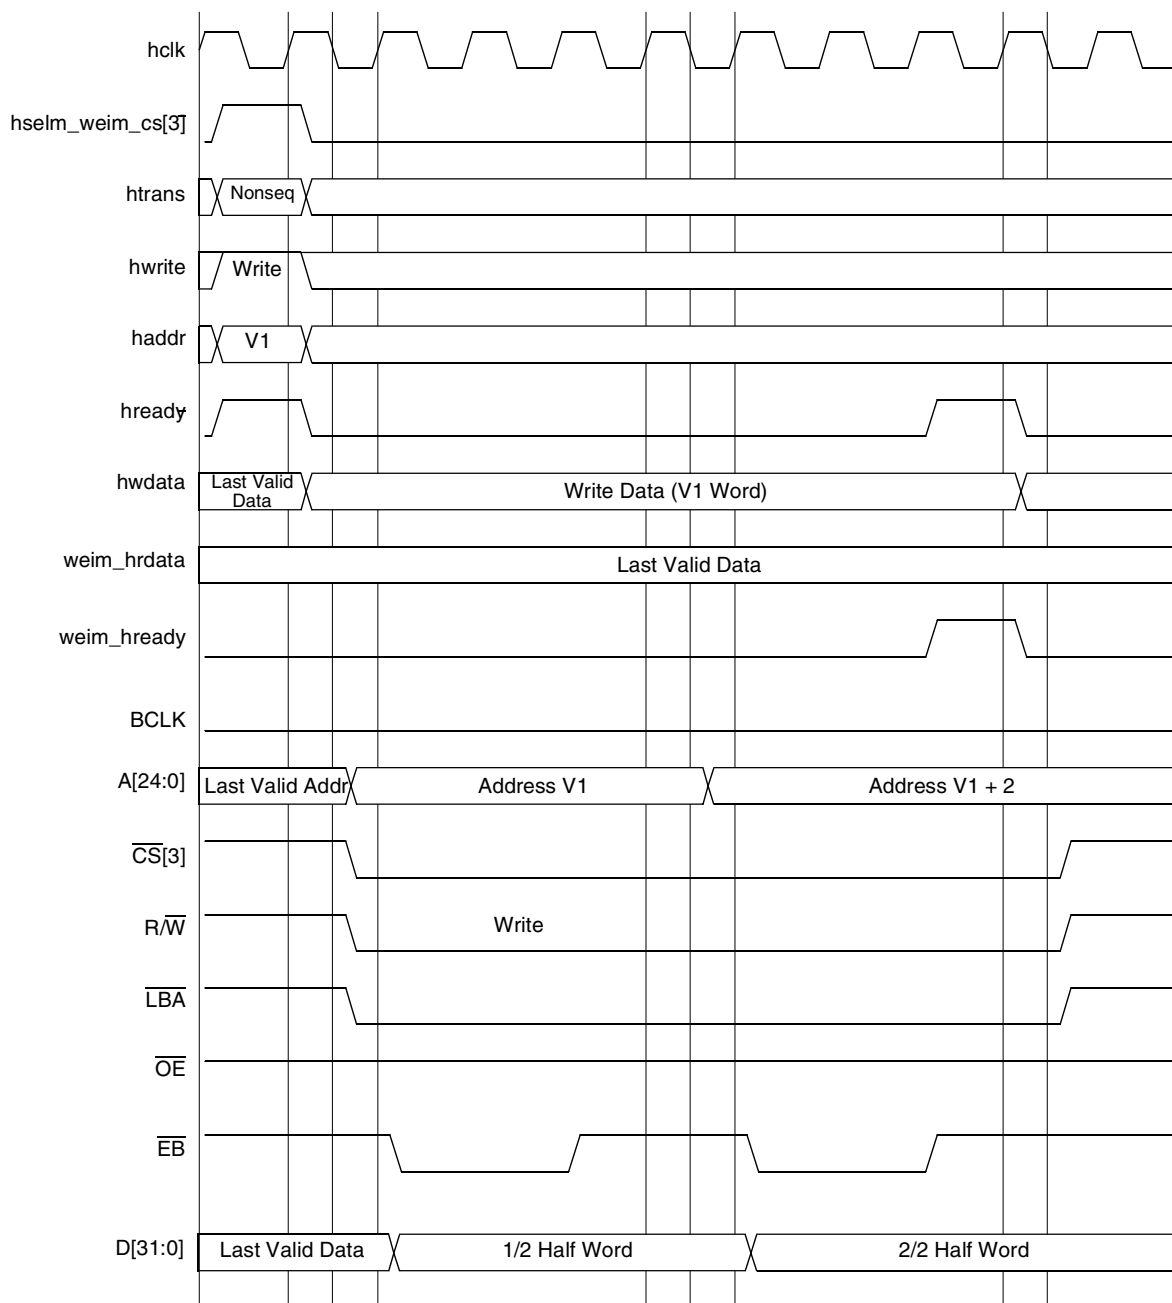 hclk
hselm_weim_cs[3]
htrans Nonseq
hwrite Write
haddr V1
hready
hwdata Last Valid Data Write Data (V1 Word)
weim_hrdata Last Valid Data
weim_hready
BCLK
A[24:0] Last Valid Addr Address V1 Address V1 + 2
CS[3]
R/W Write
LBA
OE
EB
D[31:0] Last Valid Data 1/2 Half Word 2/2 Half Word